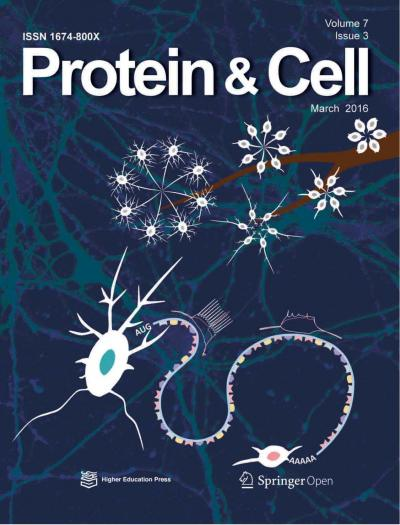 Volume 7
ISSN 1674-800X
Issue 3
Protein & Cell
March 2016
AUG
AAAAA
Higher Education Press
Springer Open